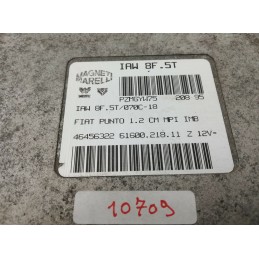 IAW 8F.5T
MAGNETI
MARELLI
PZMGYW75 208 95
IAW 8F.5T/070C-18
FIAT PUNTO 1.2 CM MPI IMB
46456322 61600.218.11 Z 12V=
10709